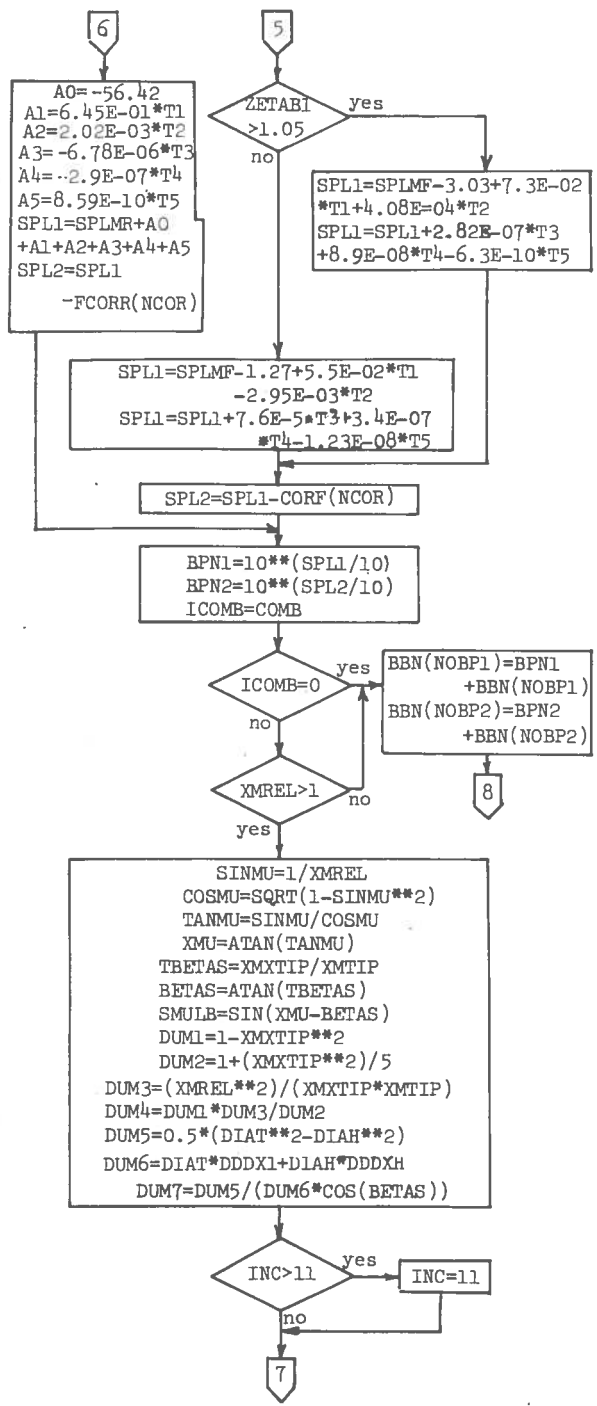 6
A0=-56.42
A1=6.45E-01*T1
A2=2.02E-03*T2
A3=-6.78E-06*T3
A4=-2.9E-07*T4
A5=8.59E-10*T5
SPL1=SPLMR+A0
+A1+A2+A3+A4+A5
SPL2=SPL1
-FCORR(NCOR)
5
ZETAB1
>1.05
yes
no
SPL1=SPLMF-3.03+7.3E-02
*T1+4.08E=04*T2
SPL1=SPL1+2.82E-07*T3
+8.9E-08*T4-6.3E-10*T5
SPL1=SPLMF-1.27+5.5E-02*T1
-2.95E-03*T2
SPL1=SPL1+7.6E-5*T3+3.4E-07
*T4-1.23E-08*T5
SPL2=SPL1-CORF(NCOR)
BPN1=10**(SPL1/10)
BPN2=10**(SPL2/10)
ICOMB=COMB
ICOMB=0
yes
no
BBN(NOBP1)=BPN1
+BBN(NOBP1)
BBN(NOBP2)=BPN2
+BBN(NOBP2)
8
XMREL>1
no
yes
SINMU=1/XMREL
COSMU=SQRT(1-SINMU**2)
TANMU=SINMU/COSMU
XMU=ATAN(TANMU)
TBETAS=XMXTIP/XMTIP
BETAS=ATAN(TBETAS)
SMULB=SIN(XMU-BETAS)
DUM1=1-XMXTIP**2
DUM2=1+(XMXTIP**2)/5
DUM3=(XMREL**2)/(XMXTIP*XMTIP)
DUM4=DUM1*DUM3/DUM2
DUM5=0.5*(DIAT**2-DIAH**2)
DUM6=DIAT*DDDX1+D1AH*DDDXH
DUM7=DUM5/(DUM6*COS(BETAS))
INC>11
yes
INC=11
no
7